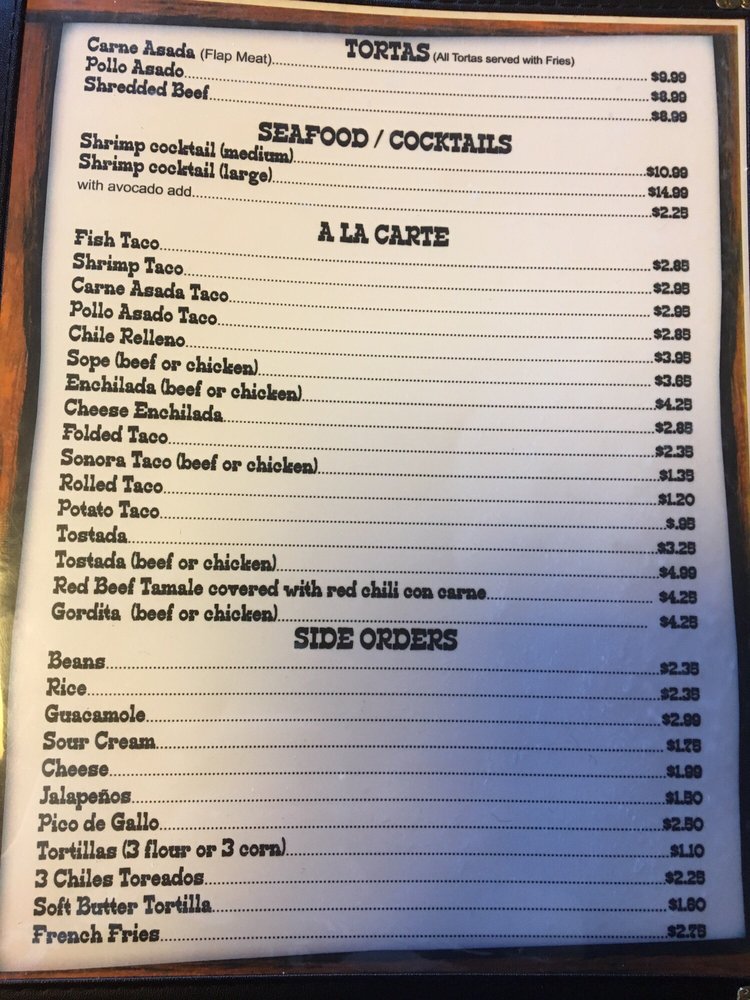 TORTAS (All Tortas served with Fries)
Carne Asada (Flap Meat) $9.99
Pollo Asado $8.99
Shredded Beef $8.99
SEAFOOD / COCKTAILS
Shrimp cocktail (medium) $10.99
Shrimp cocktail (large) $14.99
with avocado add $2.25
A LA CARTE
Fish Taco $2.85
Shrimp Taco $2.95
Carne Asada Taco $2.95
Pollo Asado Taco $2.85
Chile Relleno $3.95
Sope (beef or chicken) $3.65
Enchilada (beef or chicken) $4.25
Cheese Enchilada $2.85
Folded Taco $2.35
Sonora Taco (beef or chicken) $1.35
Rolled Taco $1.20
Potato Taco $.95
Tostada $3.25
Tostada (beef or chicken) $4.99
Red Beef Tamale covered with red chili con carne $4.25
Gordita (beef or chicken) $4.25
SIDE ORDERS
Beans $2.35
Rice $2.35
Guacamole $2.99
Sour Cream $1.75
Cheese $1.99
Jalapeños $1.50
Pico de Gallo $2.50
Tortillas (3 flour or 3 corn) $1.10
3 Chiles Toreados $2.25
Soft Butter Tortilla $1.60
French Fries $2.75